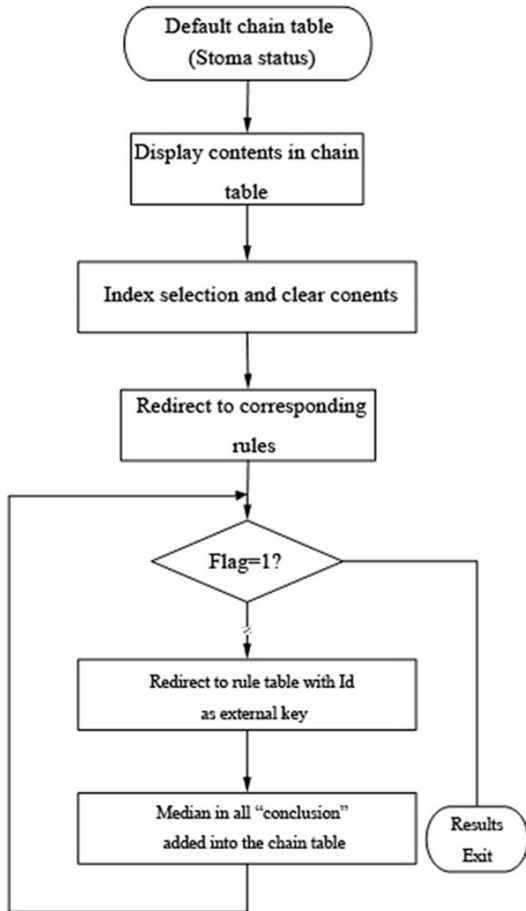 Default chain table
(Stoma status)
Display contents in chain
table
Index selection and clear conents
Redirect to corresponding
rules
Flag=1?
Redirect to rule table with Id
as external key
Median in all “conclusion”
added into the chain table
Results
Exit